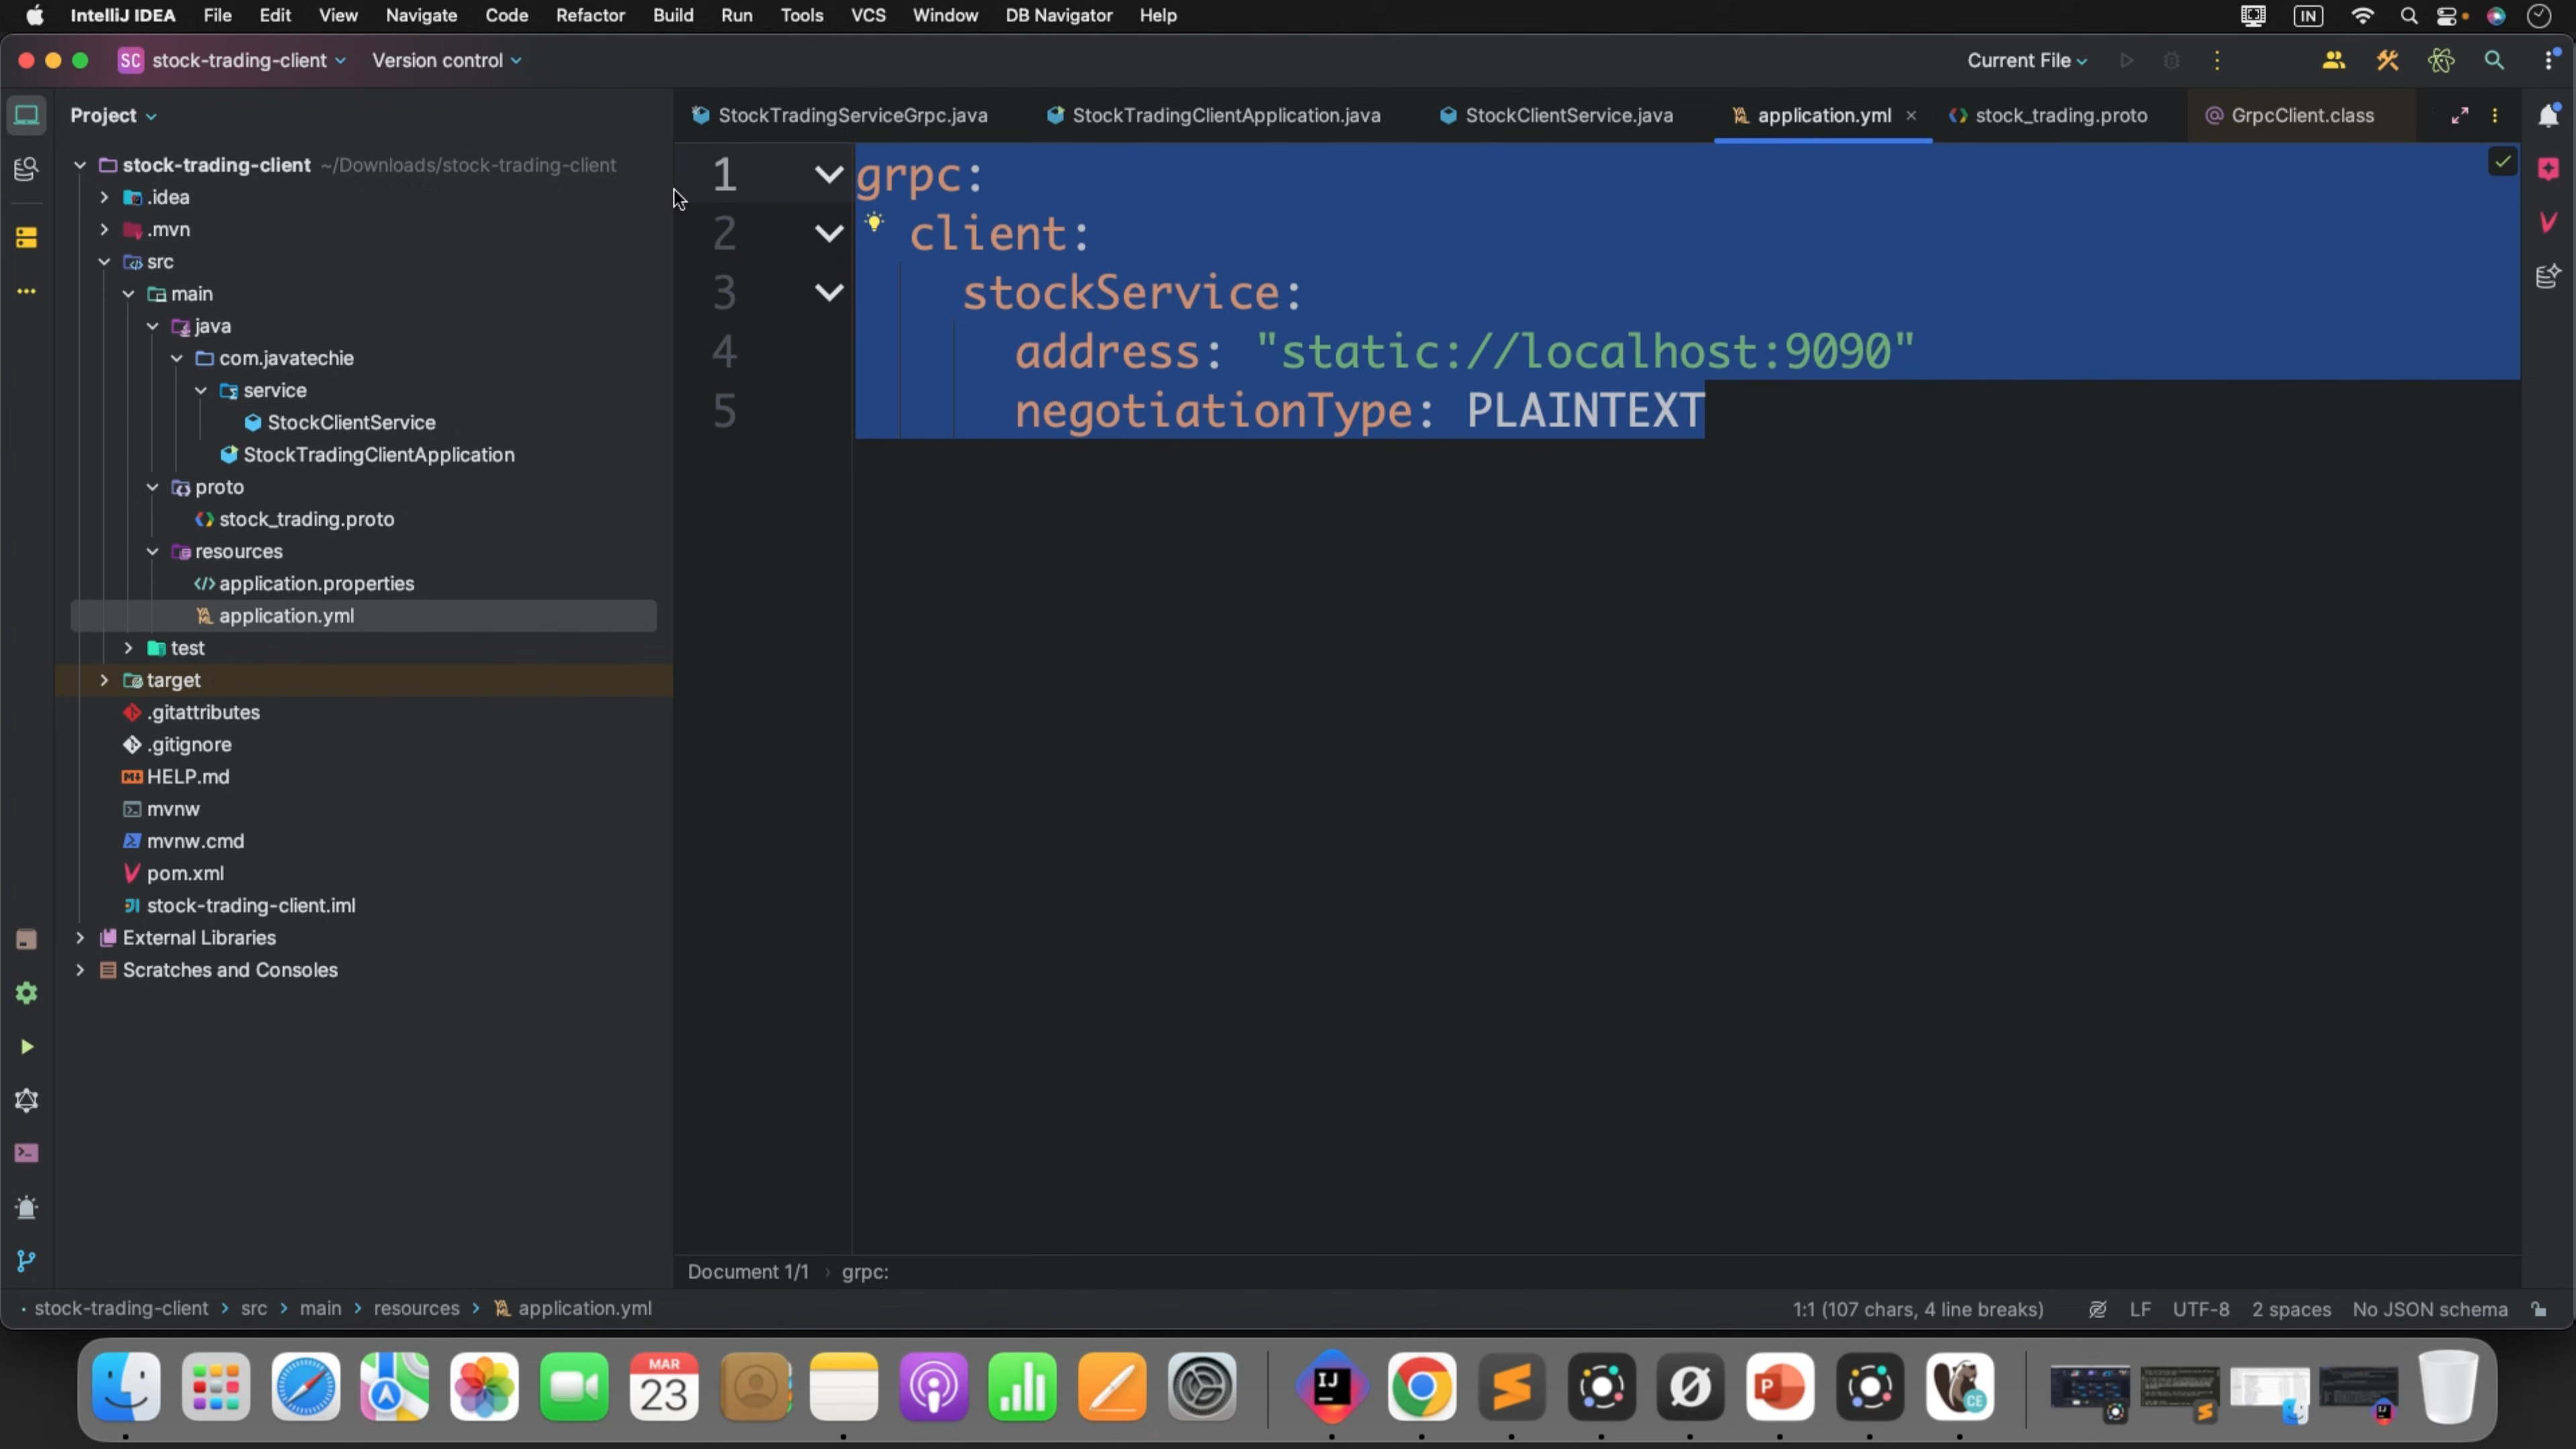 IntelliJ IDEA File Edit View Navigate Code Refactor Build Run Tools VCS Window DB Navigator Help IN
SC stock-trading-client Version control Current File
Project
StockTradingServiceGrpc.java StockTradingClientApplication.java StockClientService.java application.yml stock_trading.proto GrpcClient.class
stock-trading-client ~/Downloads/stock-trading-client
.idea
.mvn
src
main
java
com.javatechie
service
StockClientService
StockTradingClientApplication
proto
stock_trading.proto
resources
application.properties
application.yml
test
target
.gitattributes
.gitignore
HELP.md
mvnw
mvnw.cmd
pom.xml
stock-trading-client.iml
External Libraries
Scratches and Consoles
1 grpc:
2 client:
3 stockService:
4 address: "static://localhost:9090"
5 negotiationType: PLAINTEXT
Document 1/1 › grpc:
stock-trading-client > src > main > resources > application.yml 1:1 (107 chars, 4 line breaks) LF UTF-8 2 spaces No JSON schema
MAR
23
IJ
P
CE